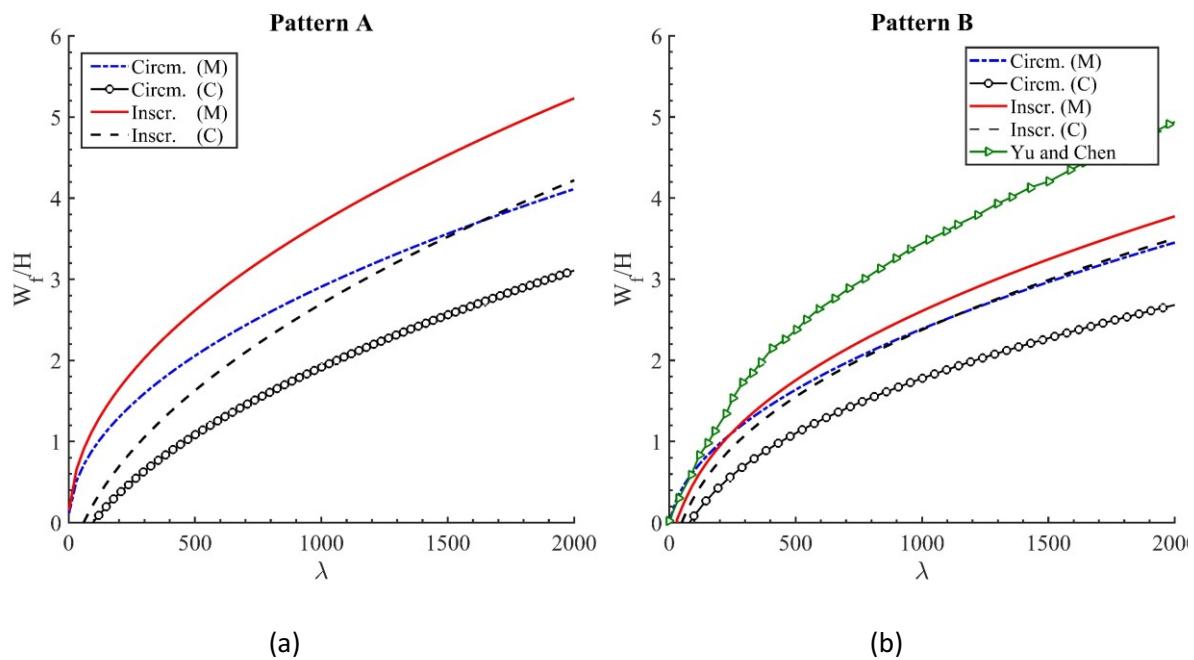 (a)
Pattern A
6
5
4
3
2
1
0
W_f/H
0 500 1000 1500 2000
λ
Circm. (M)
Circm. (C)
Inscr. (M)
Inscr. (C)
(a)
(b)
Pattern B
6
5
4
3
2
1
0
W_f/H
0 500 1000 1500 2000
λ
Circm. (M)
Circm. (C)
Inscr. (M)
Inscr. (C)
Yu and Chen
(b)